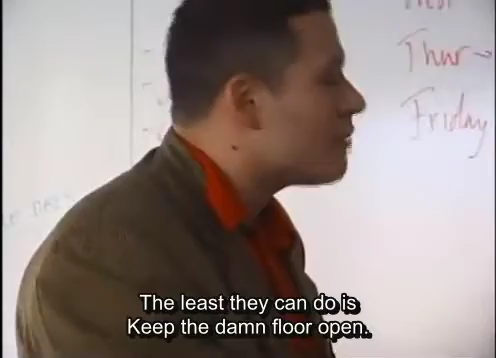 Thur
Friday
The least they can do is
Keep the damn floor open.